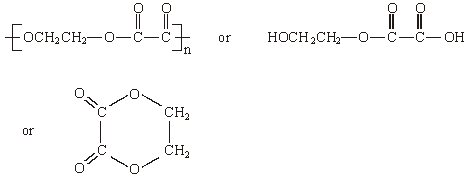 O O O O
[OCH2CH2—O—C—C]n or HOCH2CH2—O—C—C—OH
O O
C CH2
or
C CH2
O O